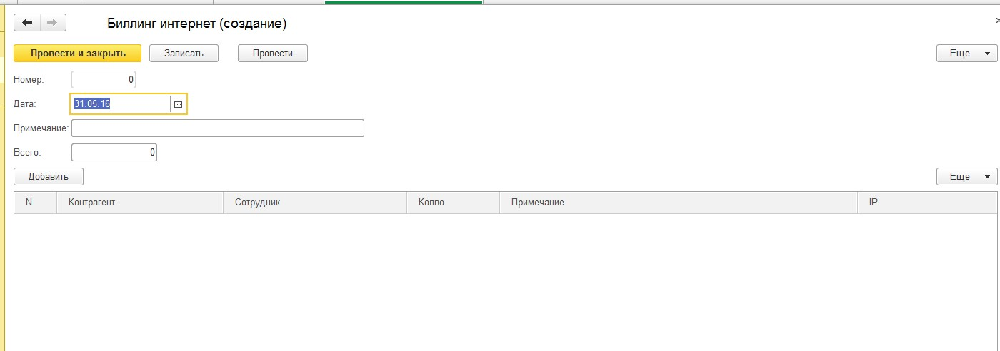 Биллинг интернет (создание)
Провести и закрыть Записать Провести Еще
Номер: 0
Дата: 31.05.16
Примечание:
Всего: 0
Добавить Еще
N Контрагент Сотрудник Колво Примечание IP